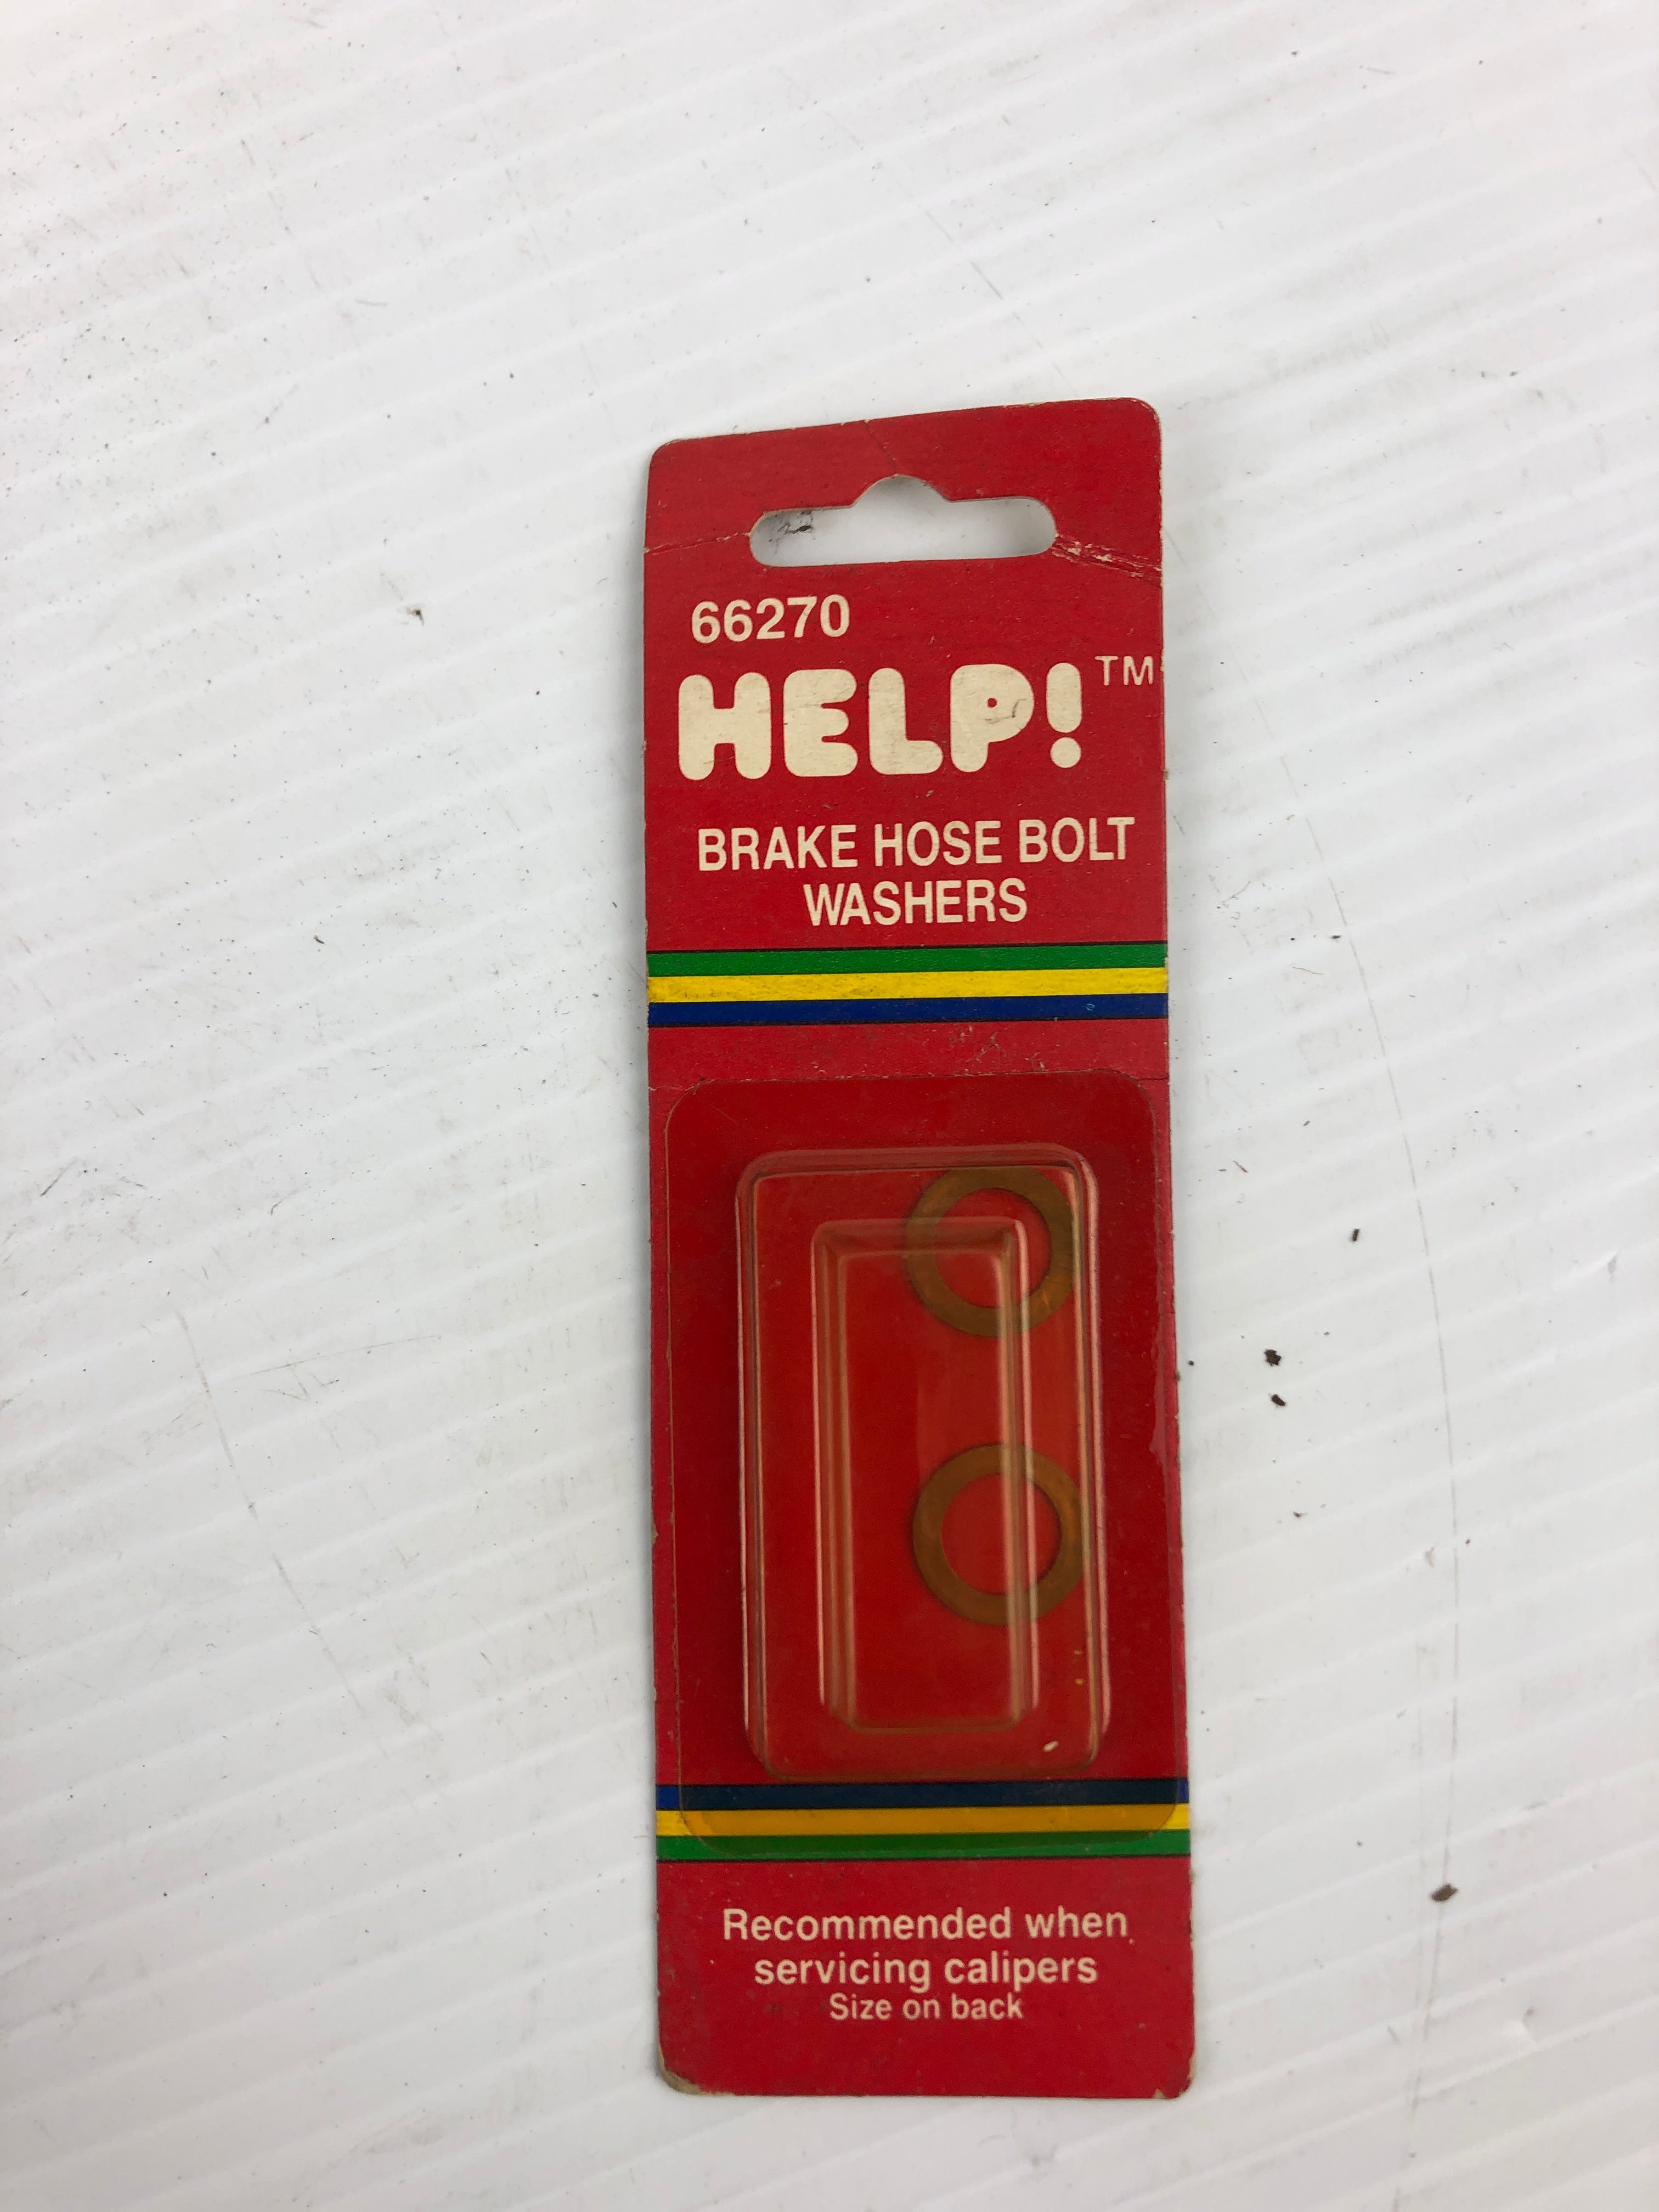 66270
HELP!™
BRAKE HOSE BOLT
WASHERS
Recommended when
servicing calipers
Size on back